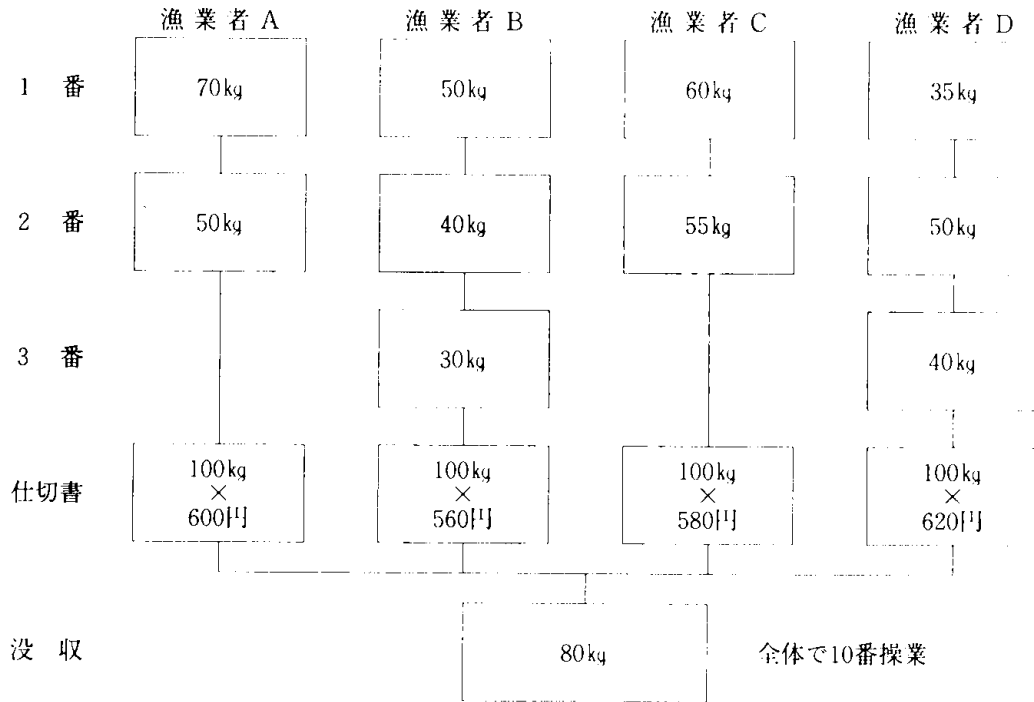 漁業者A 漁業者B 漁業者C 漁業者D
1番 70kg 50kg 60kg 35kg
2番 50kg 40kg 55kg 50kg
3番 30kg 40kg
仕切書 100kg×600円 100kg×560円 100kg×580円 100kg×620円
没収 80kg 全体で10番操業